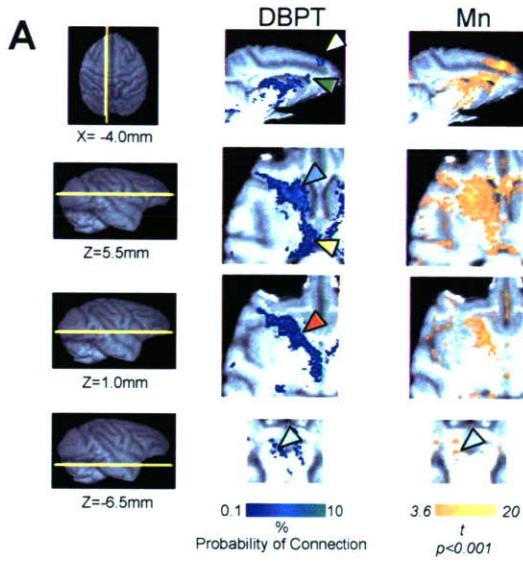 A
DBPT
Mn
X= -4.0mm
Z=5.5mm
Z=1.0mm
Z=-6.5mm
0.1 10
%
Probability of Connection
3.6 20
t
p<0.001